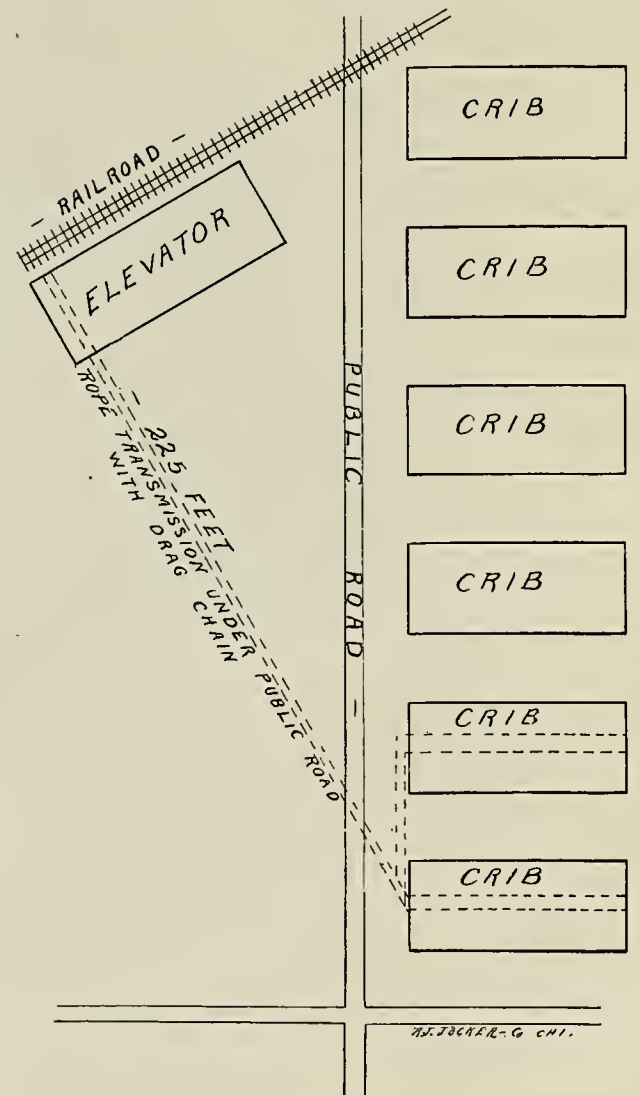 - RAILROAD -
ELEVATOR
- 225 FEET
ROPE TRANSMISSION UNDER PUBLIC ROAD
WITH DRAG CHAIN
PUBLIC ROAD -
CRIB
CRIB
CRIB
CRIB
CRIB
CRIB
CHI.